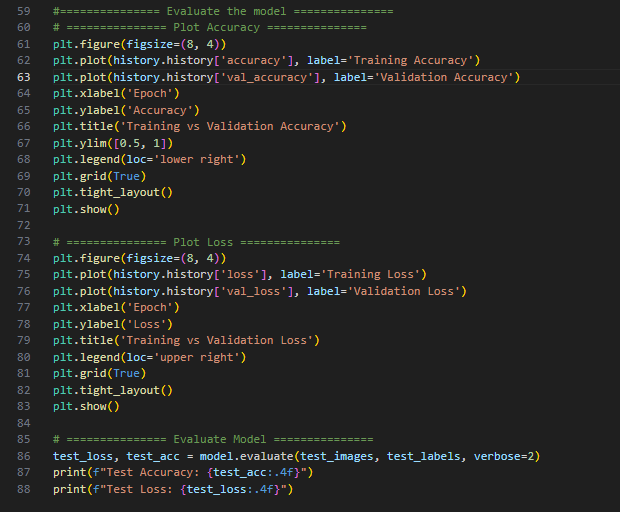 59 #=============== Evaluate the model ===============
60 # =============== Plot Accuracy ===============
61 plt.figure(figsize=(8, 4))
62 plt.plot(history.history['accuracy'], label='Training Accuracy')
63 plt.plot(history.history['val_accuracy'], label='Validation Accuracy')
64 plt.xlabel('Epoch')
65 plt.ylabel('Accuracy')
66 plt.title('Training vs Validation Accuracy')
67 plt.ylim([0.5, 1])
68 plt.legend(loc='lower right')
69 plt.grid(True)
70 plt.tight_layout()
71 plt.show()
72
73 # =============== Plot Loss ===============
74 plt.figure(figsize=(8, 4))
75 plt.plot(history.history['loss'], label='Training Loss')
76 plt.plot(history.history['val_loss'], label='Validation Loss')
77 plt.xlabel('Epoch')
78 plt.ylabel('Loss')
79 plt.title('Training vs Validation Loss')
80 plt.legend(loc='upper right')
81 plt.grid(True)
82 plt.tight_layout()
83 plt.show()
84
85 # =============== Evaluate Model ===============
86 test_loss, test_acc = model.evaluate(test_images, test_labels, verbose=2)
87 print(f"Test Accuracy: {test_acc:.4f}")
88 print(f"Test Loss: {test_loss:.4f}")